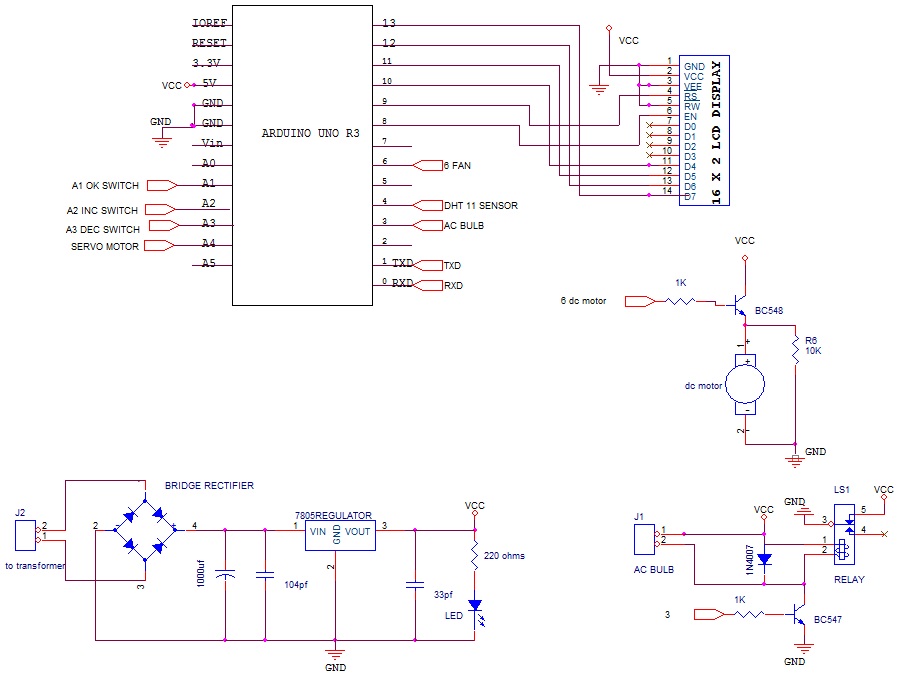 IOREF
RESET
3.3V
VCC
5V
GND
GND
GND
Vin
A0
A1 OK SWITCH
A1
A2 INC SWITCH
A2
A3 DEC SWITCH
A3
SERVO MOTOR
A4
A5
ARDUINO UNO R3
13
12
11
10
9
8
7
6
6 FAN
5
4
DHT 11 SENSOR
3
AC BULB
2
1
TXD
TXD
0
RXD
RXD
VCC
1 GND
2 VCC
3 VEE
4 RS
5 RW
6 EN
7 D0
8 D1
9 D2
10 D3
11 D4
12 D5
13 D6
14 D7
16 X 2 LCD DISPLAY
VCC
1K
6 dc motor
BC548
1
+
+
R6
10K
dc motor
-
2
-
GND
BRIDGE RECTIFIER
J2
2
1
to transformer
2
-
+
4
3
1000uf
104pf
7805REGULATOR
1
VIN
GND
VOUT
3
2
33pf
VCC
220 ohms
LED
GND
J1
1
2
AC BULB
VCC
1N4007
GND
LS1
VCC
5
3
4
1
2
RELAY
3
1K
BC547
GND